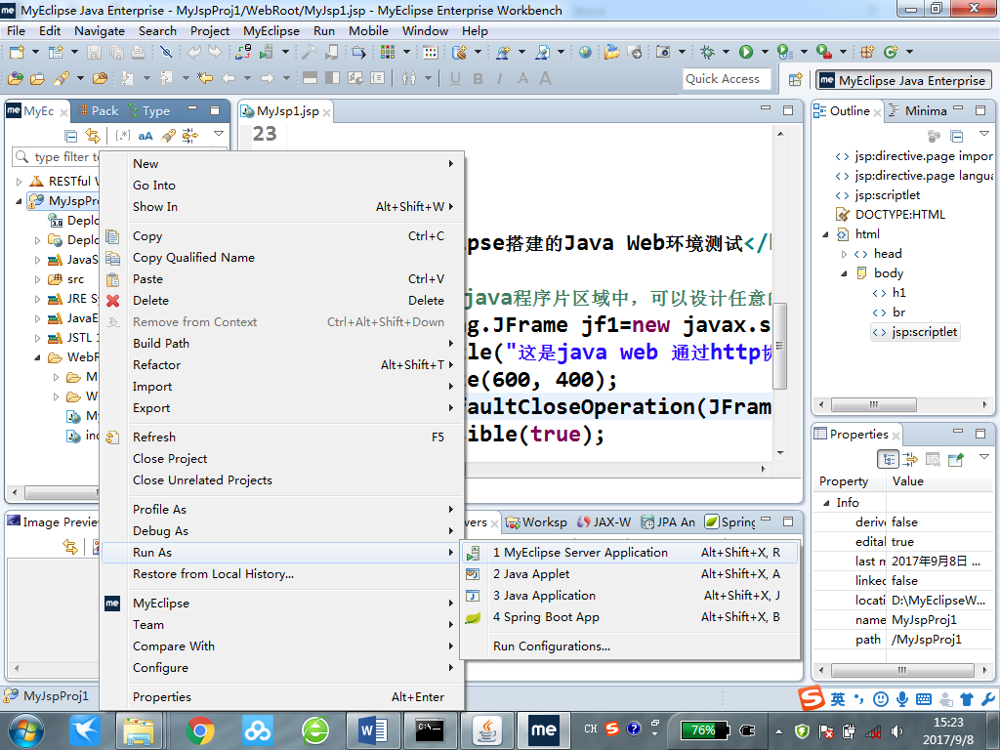 MyEclipse Java Enterprise - MyJspProj1/WebRoot/MyJsp1.jsp - MyEclipse Enterprise Workbench
File Edit Navigate Search Project MyEclipse Run Mobile Window Help
Quick Access
me MyEclipse Java Enterprise
me MyEc
Pack
Type
type filter t
RESTful
MyJspPr
Deplo
Deplo
JavaS
src
JRE Sy
JavaE
JSTL 1
WebR
M
W
My
ind
MyJsp1.jsp
23
pse搭建的Java Web环境测试</
java程序片区域中，可以设计任意
g.JFrame jf1=new javax.s
le("这是java web 通过http协
e(600, 400);
faultCloseOperation(JFram
ible(true);
New
Go Into
Show In Alt+Shift+W
Copy Ctrl+C
Copy Qualified Name
Paste Ctrl+V
Delete Delete
Remove from Context Ctrl+Alt+Shift+Down
Build Path
Refactor Alt+Shift+T
Import
Export
Refresh F5
Close Project
Close Unrelated Projects
Profile As
Debug As
Run As
Restore from Local History...
MyEclipse
Team
Compare With
Configure
Properties Alt+Enter
1 MyEclipse Server Application Alt+Shift+X, R
2 Java Applet Alt+Shift+X, A
3 Java Application Alt+Shift+X, J
4 Spring Boot App Alt+Shift+X, B
Run Configurations...
Image Preview
vers
Worksp
JAX-W
JPA An
Spring
Outline
Minima
jsp:directive.page impor
jsp:directive.page langua
jsp:scriptlet
DOCTYPE:HTML
html
head
body
h1
br
jsp:scriptlet
Properties
Property Value
Info
derive false
editab true
last m 2017年9月8日 ...
linked false
locati D:\MyEclipseW...
name MyJspProj1
path /MyJspProj1
MyJspProj1
英
CH
76%
15:23
2017/9/8